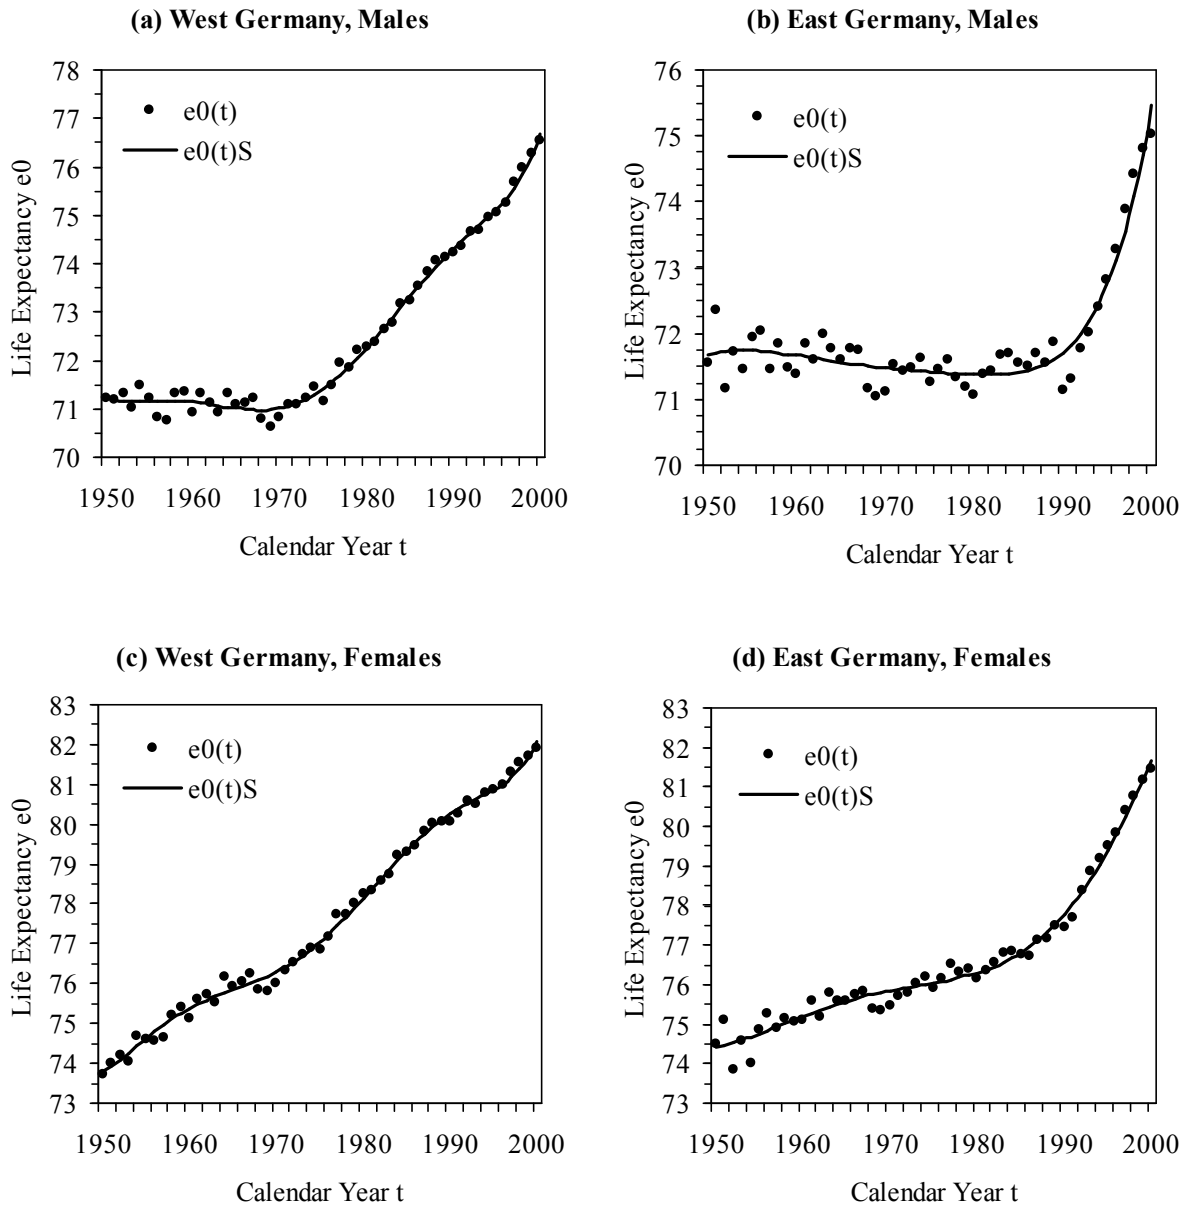 (a) West Germany, Males
78
77
76
75
74
73
72
71
70
Life Expectancy e0
e0(t)
e0(t)S
1950 1960 1970 1980 1990 2000
Calendar Year t
(b) East Germany, Males
76
75
74
73
72
71
70
Life Expectancy e0
e0(t)
e0(t)S
1950 1960 1970 1980 1990 2000
Calendar Year t
(c) West Germany, Females
83
82
81
80
79
78
77
76
75
74
73
Life Expectancy e0
e0(t)
e0(t)S
1950 1960 1970 1980 1990 2000
Calendar Year t
(d) East Germany, Females
83
82
81
80
79
78
77
76
75
74
73
Life Expectancy e0
e0(t)
e0(t)S
1950 1960 1970 1980 1990 2000
Calendar Year t